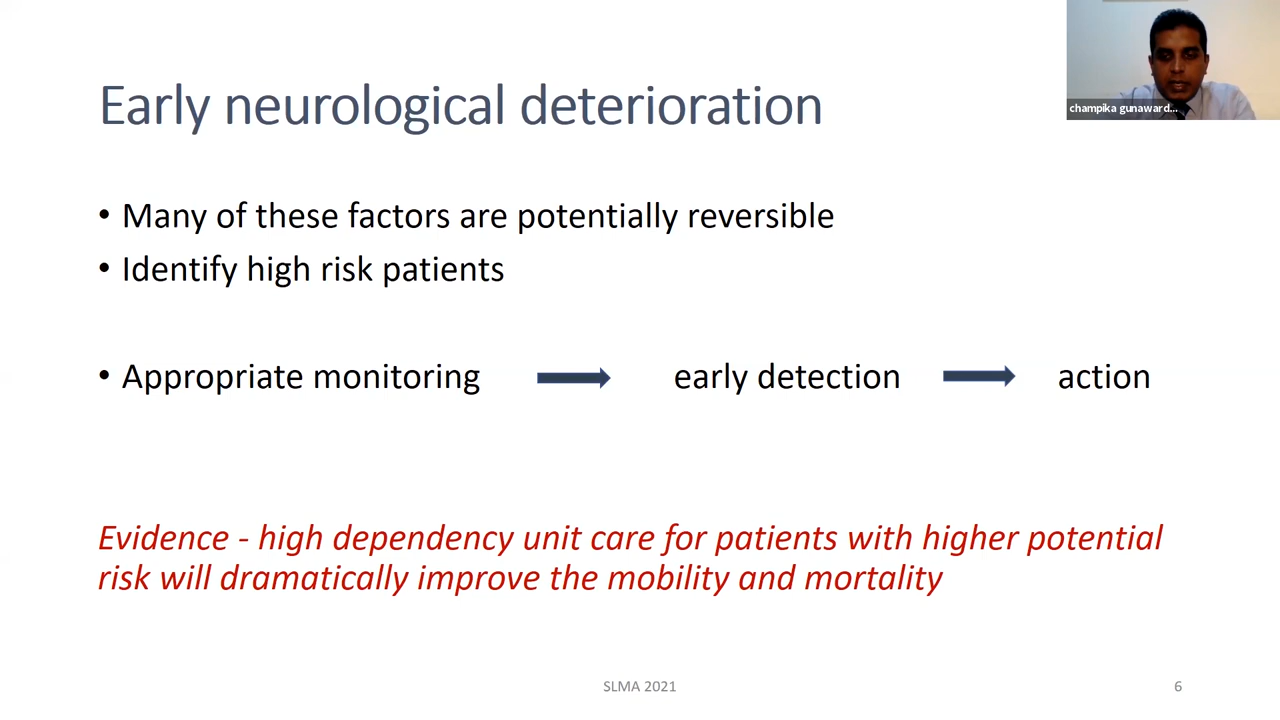 Early neurological deterioration
champika gunaward...
• Many of these factors are potentially reversible
• Identify high risk patients
• Appropriate monitoring early detection action
Evidence - high dependency unit care for patients with higher potential
risk will dramatically improve the mobility and mortality
SLMA 2021
6